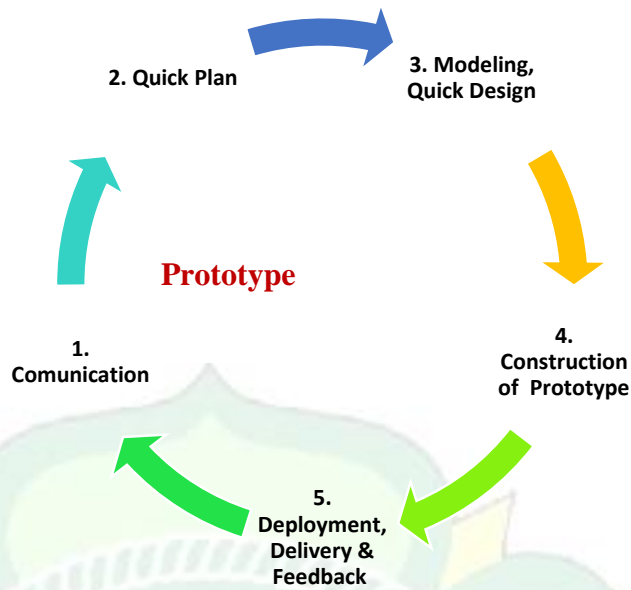 2. Quick Plan
3. Modeling,
Quick Design
Prototype
1.
Comunication
4.
Construction
of Prototype
5.
Deployment,
Delivery &
Feedback